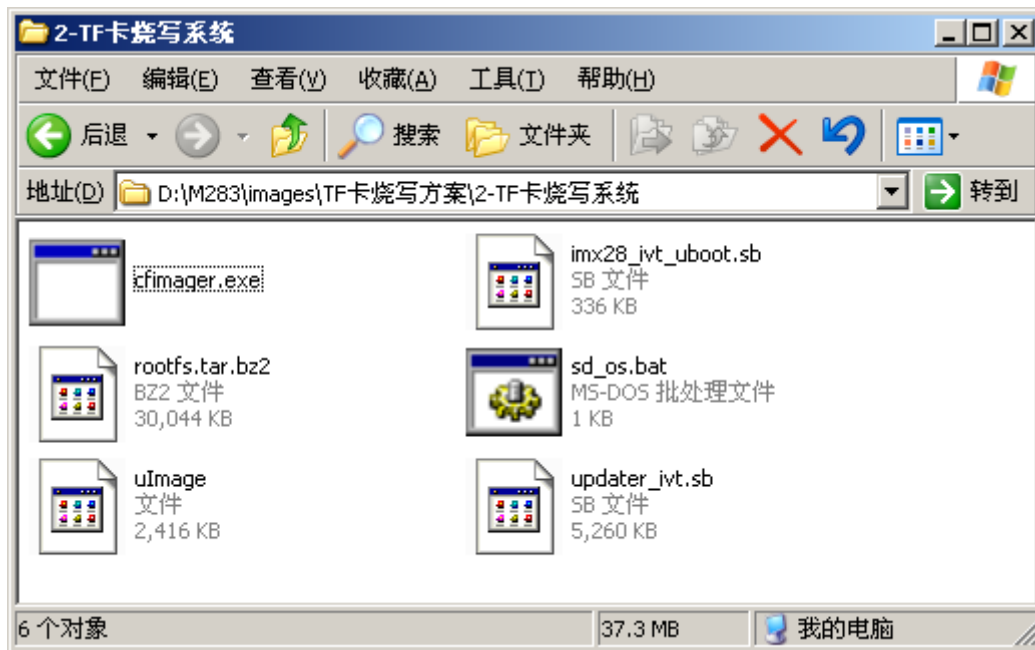 2-TF卡烧写系统
文件(F) 编辑(E) 查看(V) 收藏(A) 工具(T) 帮助(H)
后退 搜索 文件夹
地址(D) D:\M283\images\TF卡烧写方案\2-TF卡烧写系统 转到
cfimager.exe
imx28_ivt_uboot.sb
SB 文件
336 KB
rootfs.tar.bz2
BZ2 文件
30,044 KB
sd_os.bat
MS-DOS 批处理文件
1 KB
uImage
文件
2,416 KB
updater_ivt.sb
SB 文件
5,260 KB
6 个对象 37.3 MB 我的电脑